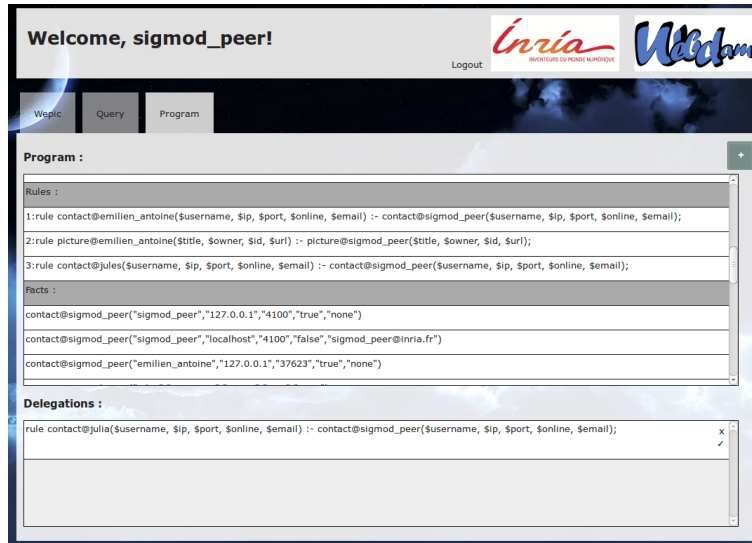 Welcome, sigmod_peer!
Logout
inria
INVENTEURS DU MONDE NUMÉRIQUE
Webdam
Wepic
Query
Program
Program :
+
Rules :
1:rule contact@emilien_antoine($username, $ip, $port, $online, $email) :- contact@sigmod_peer($username, $ip, $port, $online, $email);
2:rule picture@emilien_antoine($title, $owner, $id, $url) :- picture@sigmod_peer($title, $owner, $id, $url);
3:rule contact@jules($username, $ip, $port, $online, $email) :- contact@sigmod_peer($username, $ip, $port, $online, $email);
Facts :
contact@sigmod_peer("sigmod_peer","127.0.0.1","4100","true","none")
contact@sigmod_peer("sigmod_peer","localhost","4100","false","sigmod_peer@inria.fr")
contact@sigmod_peer("emilien_antoine","127.0.0.1","37623","true","none")
Delegations :
rule contact@julia($username, $ip, $port, $online, $email) :- contact@sigmod_peer($username, $ip, $port, $online, $email);
x
✓